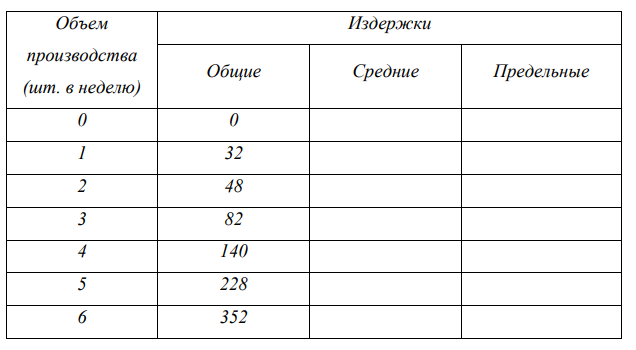 Объем производства (шт. в неделю)
Издержки
Общие Средние Предельные
0 0
1 32
2 48
3 82
4 140
5 228
6 352